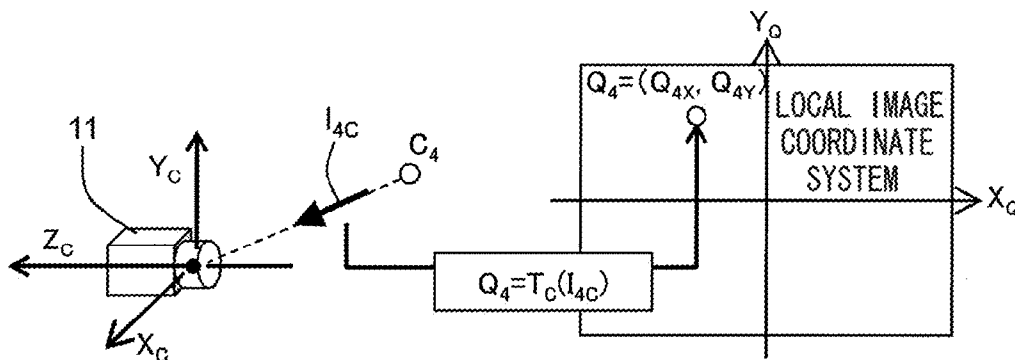 Y_Q
Q_4=(Q_4X, Q_4Y)
LOCAL IMAGE
COORDINATE
SYSTEM
X_Q
11
I_4C
C_4
Y_C
Z_C
X_C
Q_4=T_C(I_4C)